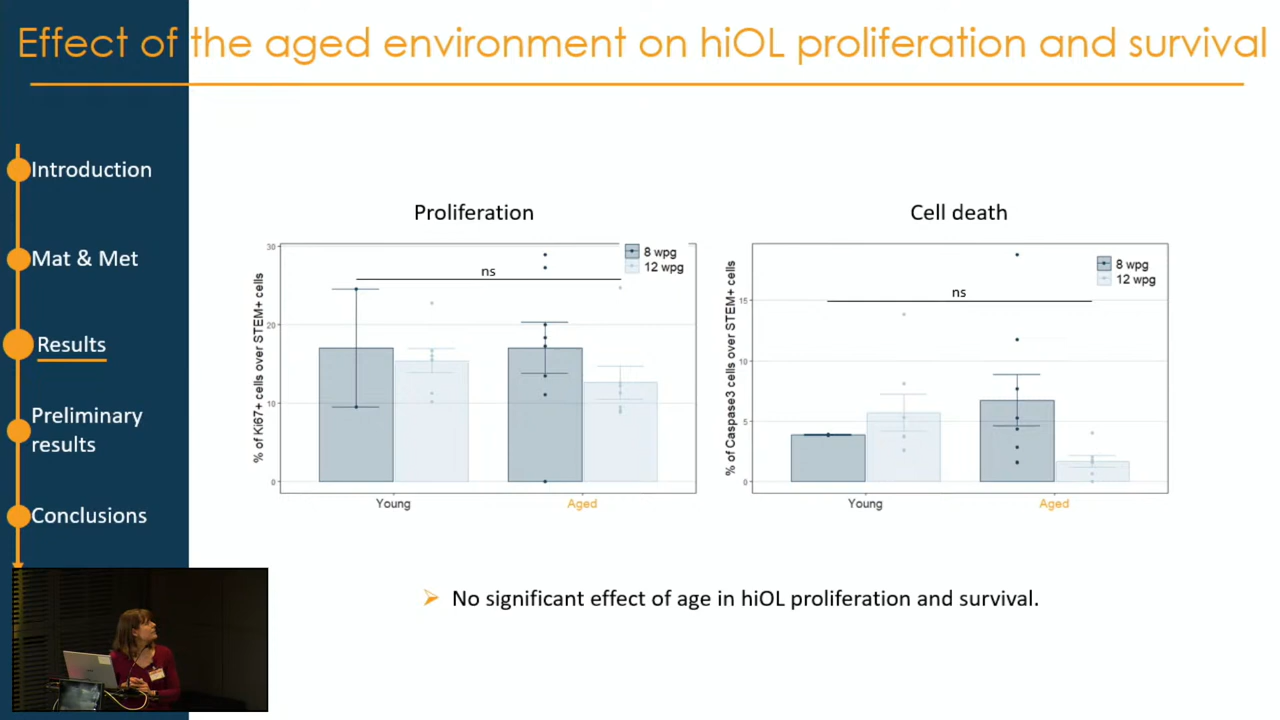 Effect of the aged environment on hiOL proliferation and survival
Introduction
Mat & Met
Results
Preliminary
results
Conclusions
Proliferation
% of Ki67+ cells over STEM+ cells
30
20
10
0
8 wpg
12 wpg
ns
Young
Aged
Cell death
% of Caspase3 cells over STEM+ cells
15
10
5
0
8 wpg
12 wpg
ns
Young
Aged
No significant effect of age in hiOL proliferation and survival.